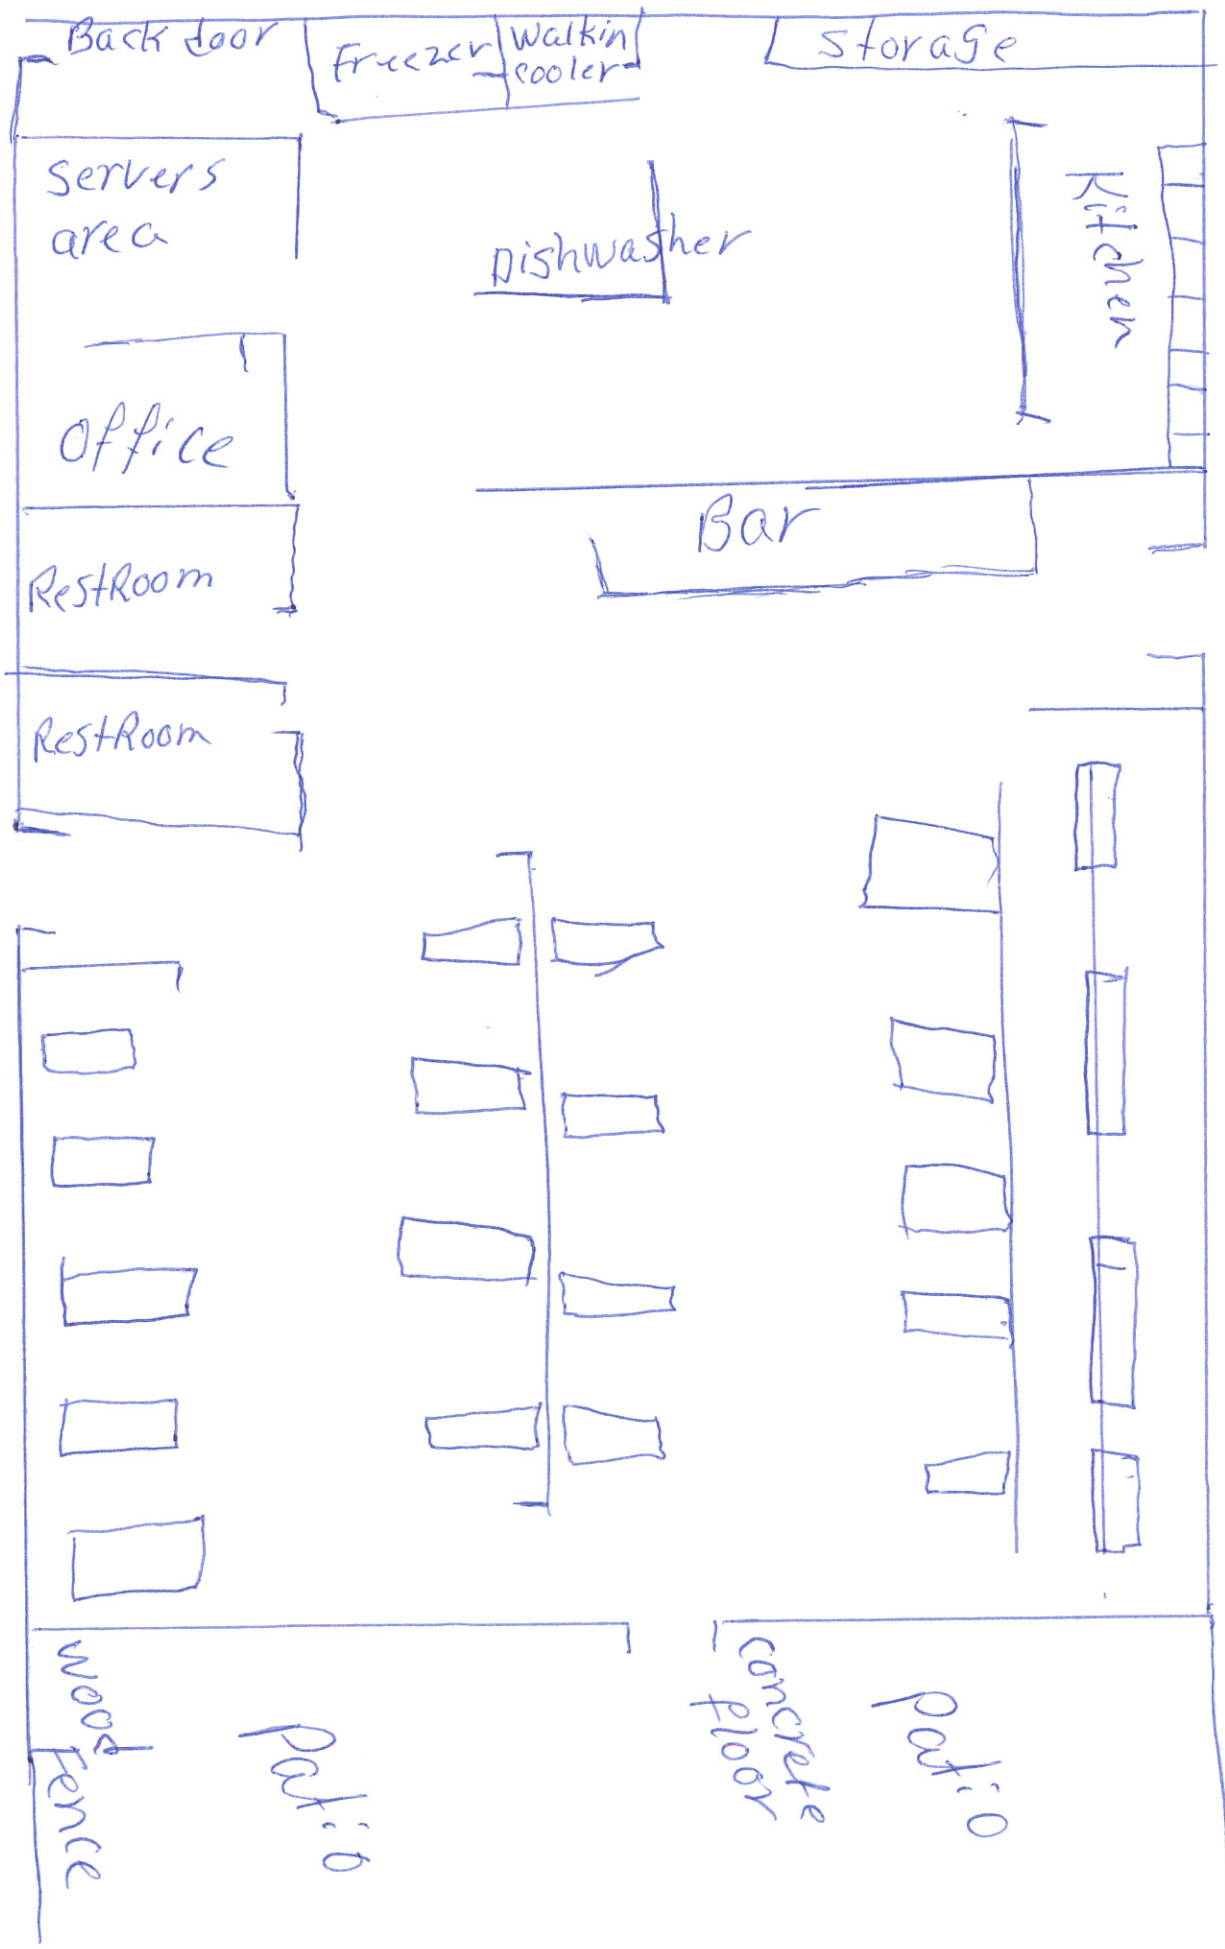 Back door
Freezer
Walkin
cooler
Storage
Servers
area
Dishwasher
Kitchen
Office
Bar
RestRoom
RestRoom
wood
Fence
Patio
concrete
floor
patio